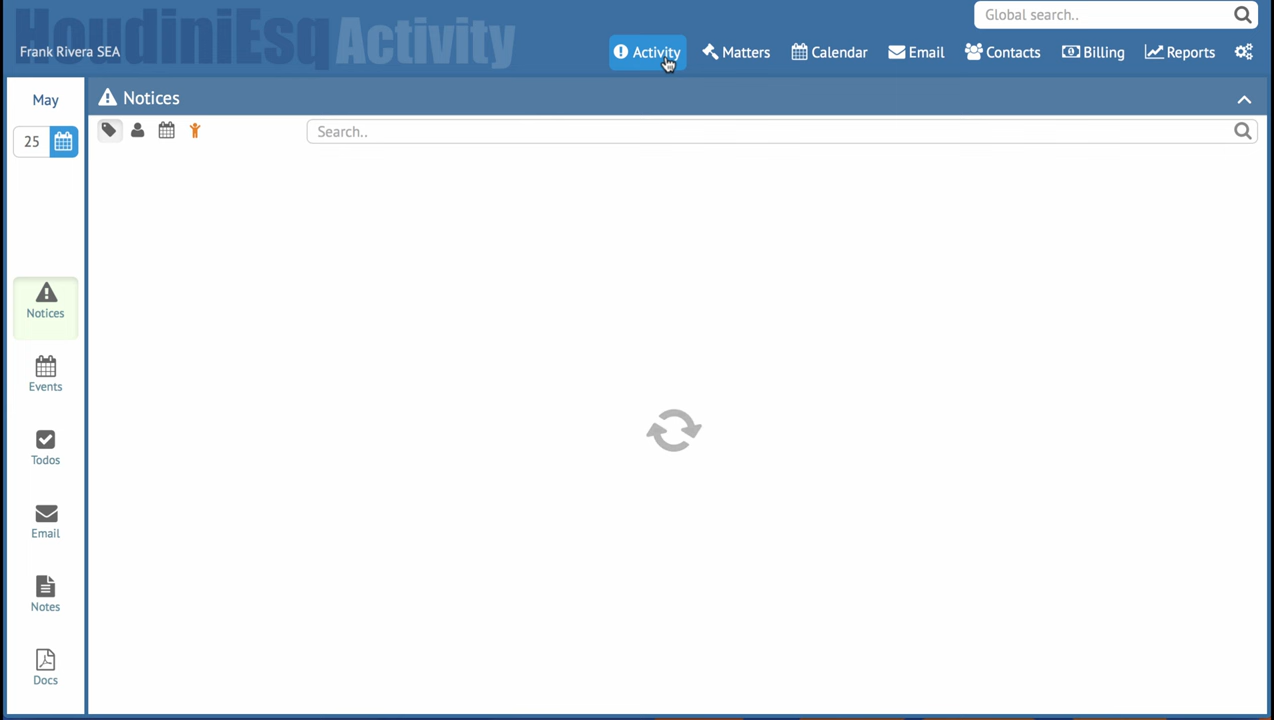 HoudiniEsq Activity
Global search..
Frank Rivera SEA
Activity Matters Calendar Email Contacts Billing Reports
May
Notices
25
Search..
Notices
Events
Todos
Email
Notes
Docs